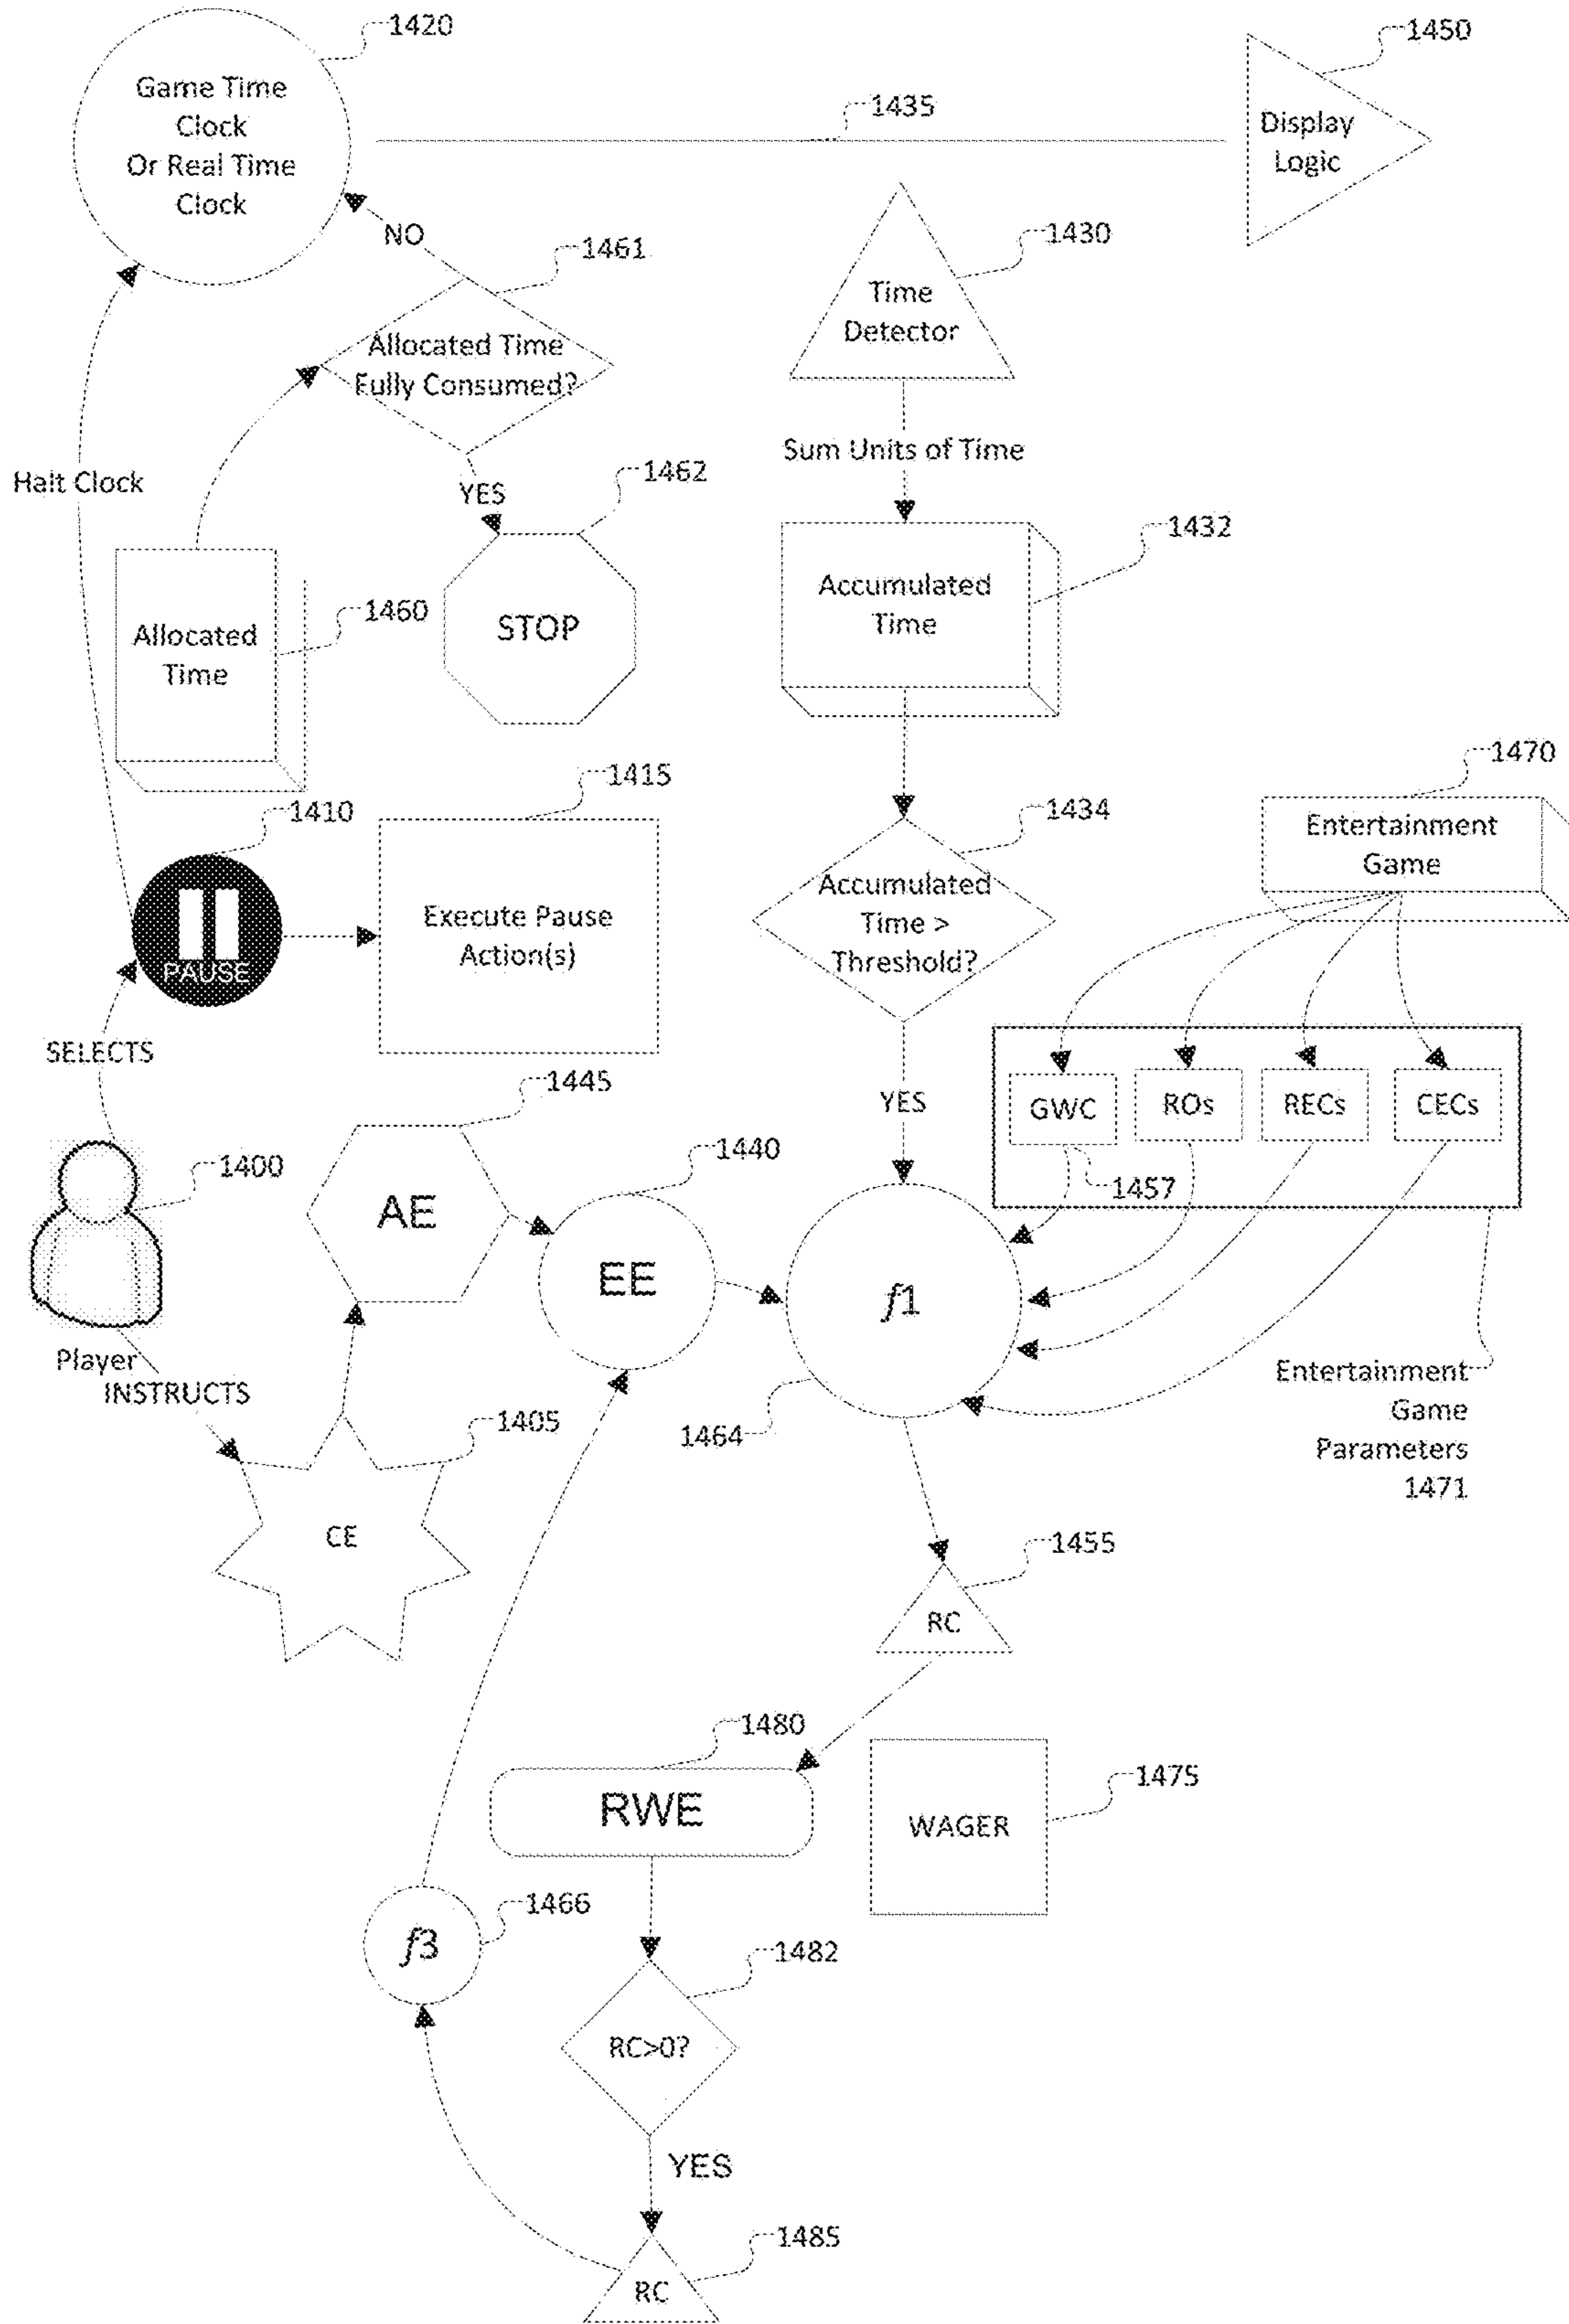 1420
Game Time
Clock
Or Real Time
Clock
1435
1450
Display
Logic
NO
1461
Allocated Time
Fully Consumed?
1430
Time
Detector
Halt Clock
YES
1462
STOP
Sum Units of Time
1432
Accumulated
Time
1460
Allocated
Time
1410
PAUSE
1415
Execute Pause
Action(s)
1434
Accumulated
Time >
Threshold?
1470
Entertainment
Game
SELECTS
YES
GWC
ROs
RECs
CECs
1457
1400
Player
INSTRUCTS
1445
AE
1440
EE
f1
1464
Entertainment
Game
Parameters
1471
1405
CE
1455
RC
1480
RWE
1475
WAGER
1466
f3
1482
RC>0?
YES
1485
RC